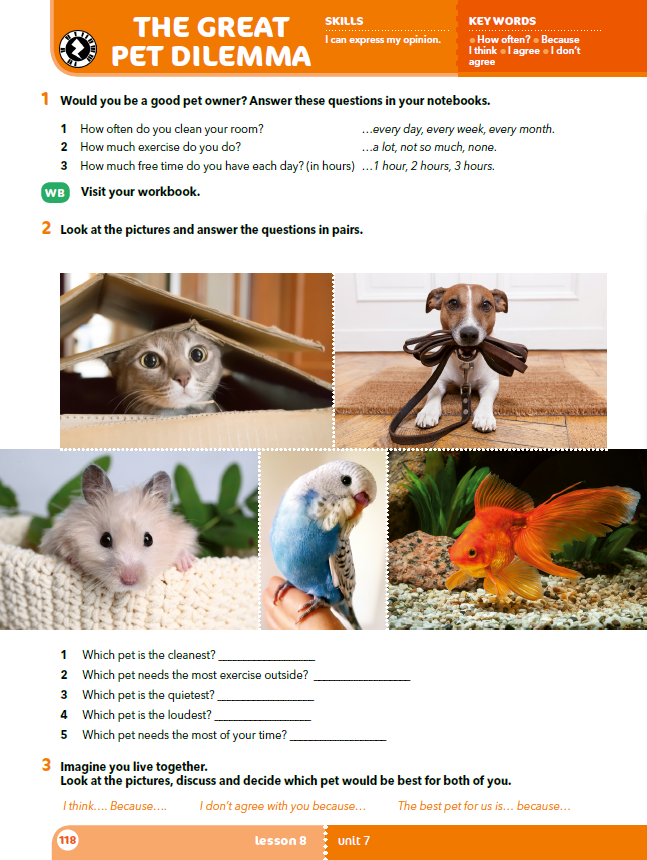 THE GREAT
PET DILEMMA
SKILLS
I can express my opinion.
KEY WORDS
• How often? • Because
I think • I agree • I don't
agree
1 Would you be a good pet owner? Answer these questions in your notebooks.
1 How often do you clean your room? ...every day, every week, every month.
2 How much exercise do you do? ...a lot, not so much, none.
3 How much free time do you have each day? (in hours) ...1 hour, 2 hours, 3 hours.
WB Visit your workbook.
2 Look at the pictures and answer the questions in pairs.
1 Which pet is the cleanest? ________________
2 Which pet needs the most exercise outside? ________________
3 Which pet is the quietest? ________________
4 Which pet is the loudest? ________________
5 Which pet needs the most of your time? ________________
3 Imagine you live together.
Look at the pictures, discuss and decide which pet would be best for both of you.
I think.... Because.... I don't agree with you because... The best pet for us is... because...
118 lesson 8 unit 7